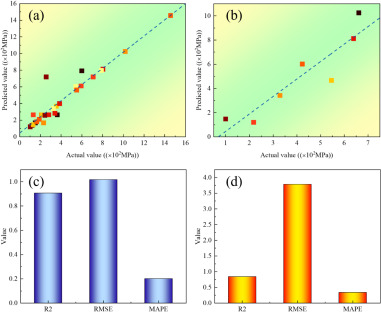 (a)
Predicted value ((×10³MPa))
16
14
12
10
8
6
4
2
0
0 2 4 6 8 10 12 14 16
Actual value ((×10³MPa))
(b)
Predicted value ((×10³MPa))
10
8
6
4
2
0
1 2 3 4 5 6 7
Actual value ((×10³MPa))
(c)
Value
1.0
0.8
0.6
0.4
0.2
0.0
R2 RMSE MAPE
(d)
Value
4.0
3.5
3.0
2.5
2.0
1.5
1.0
0.5
0.0
R2 RMSE MAPE